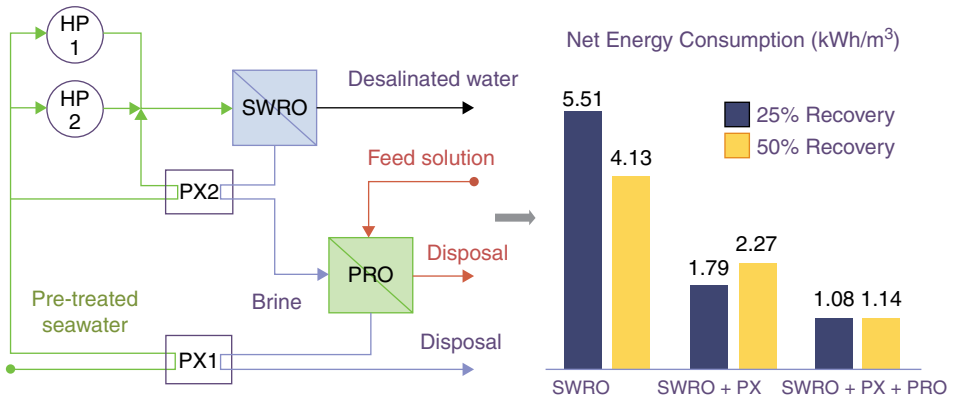 HP
1
HP
2
SWRO
Desalinated water
Feed solution
PX2
PRO
Disposal
Brine
Pre-treated
seawater
PX1
Disposal
Net Energy Consumption (kWh/m³)
25% Recovery
50% Recovery
5.51
4.13
1.79
2.27
1.08
1.14
SWRO
SWRO + PX
SWRO + PX + PRO